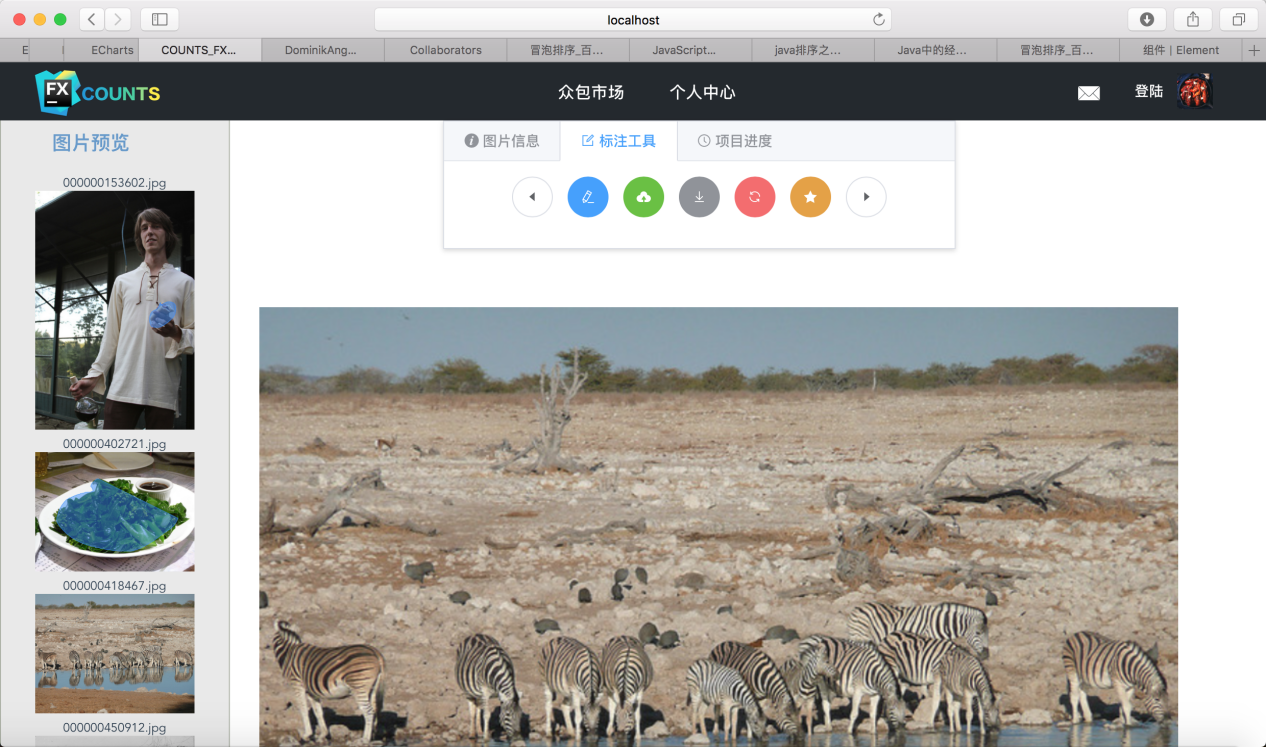 localhost
E
ECharts
COUNTS_FX...
DominikAng...
Collaborators
冒泡排序_百...
JavaScript...
java排序之...
Java中的经...
冒泡排序_百...
组件 | Element
FX COUNTS
众包市场
个人中心
登陆
图片预览
图片信息
标注工具
项目进度
000000153602.jpg
000000402721.jpg
000000418467.jpg
000000450912.jpg